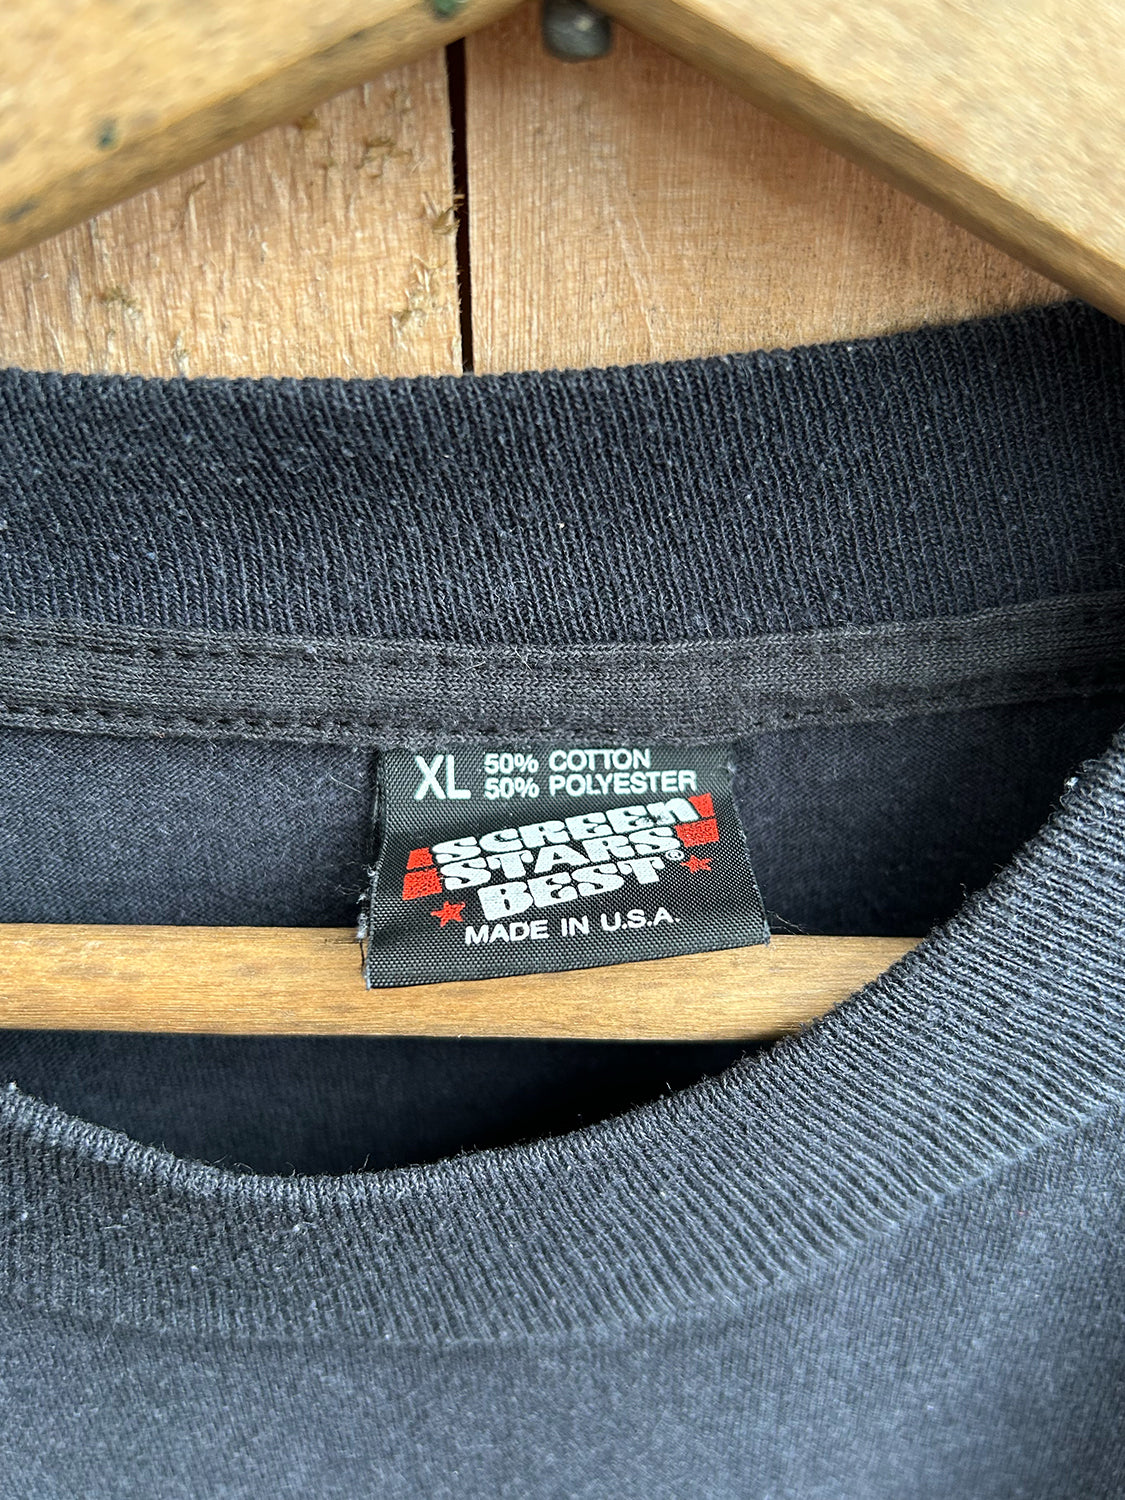 XL 50% COTTON
50% POLYESTER
SCREEN
STARS
BEST®
MADE IN U.S.A.